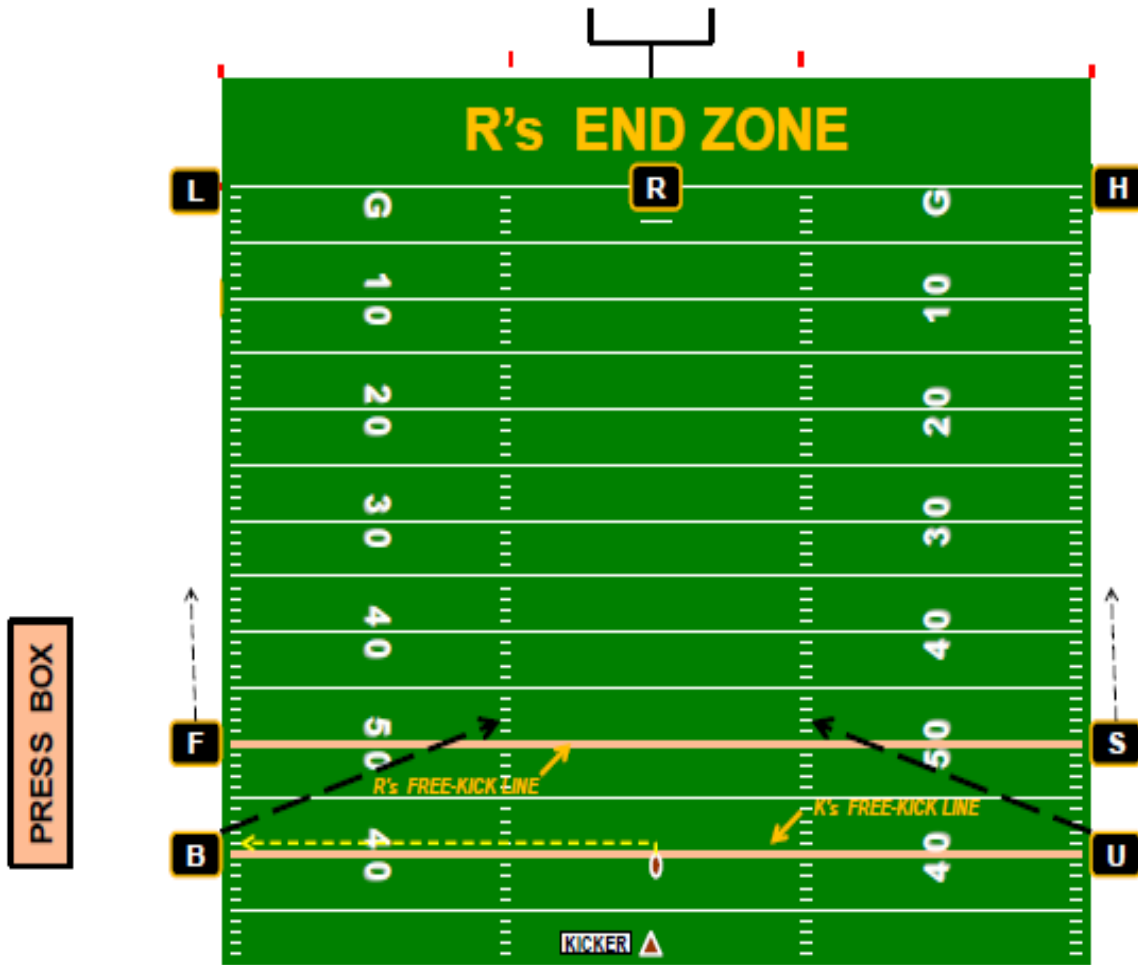 R's END ZONE
L
R
H
G
G
10
10
20
20
30
30
40
40
PRESS BOX
F
50
50
S
R's FREE-KICK LINE
K's FREE-KICK LINE
B
40
40
U
KICKER